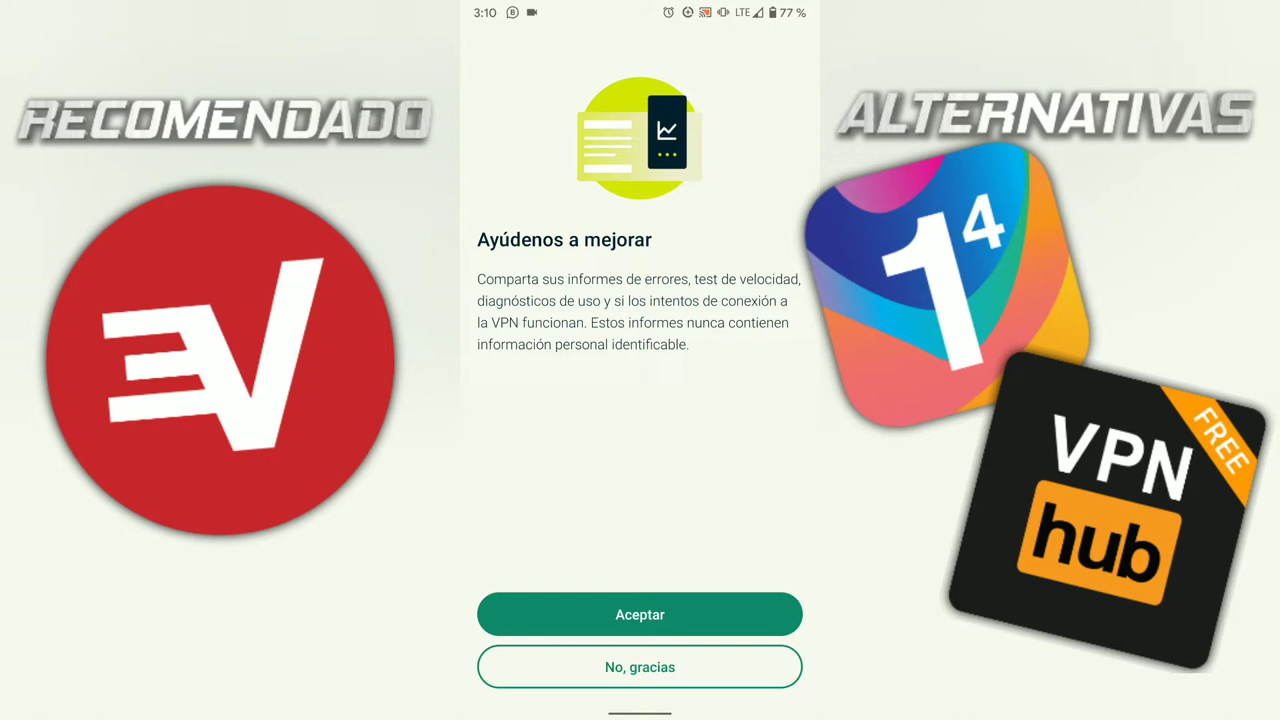 3:10
LTE
77 %
RECOMENDADO
ALTERNATIVAS
1⁴
Ayúdenos a mejorar
Comparta sus informes de errores, test de velocidad,
diagnósticos de uso y si los intentos de conexión a
la VPN funcionan. Estos informes nunca contienen
información personal identificable.
FREE
VPN
hub
Aceptar
No, gracias